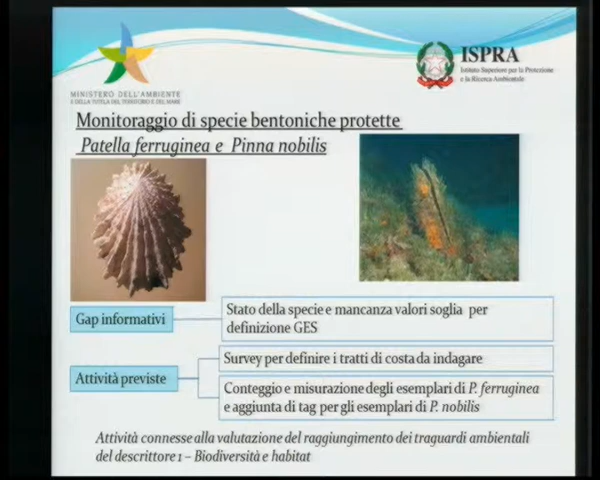 MINISTERO DELL'AMBIENTE
E DELLA TUTELA DEL TERRITORIO E DEL MARE
ISPRA
Istituto Superiore per la Protezione
e la Ricerca Ambientale
Monitoraggio di specie bentoniche protette
Patella ferruginea e Pinna nobilis
Gap informativi
Stato della specie e mancanza valori soglia per
definizione GES
Attività previste
Survey per definire i tratti di costa da indagare
Conteggio e misurazione degli esemplari di P. ferruginea
e aggiunta di tag per gli esemplari di P. nobilis
Attività connesse alla valutazione del raggiungimento dei traguardi ambientali
del descrittore 1 – Biodiversità e habitat